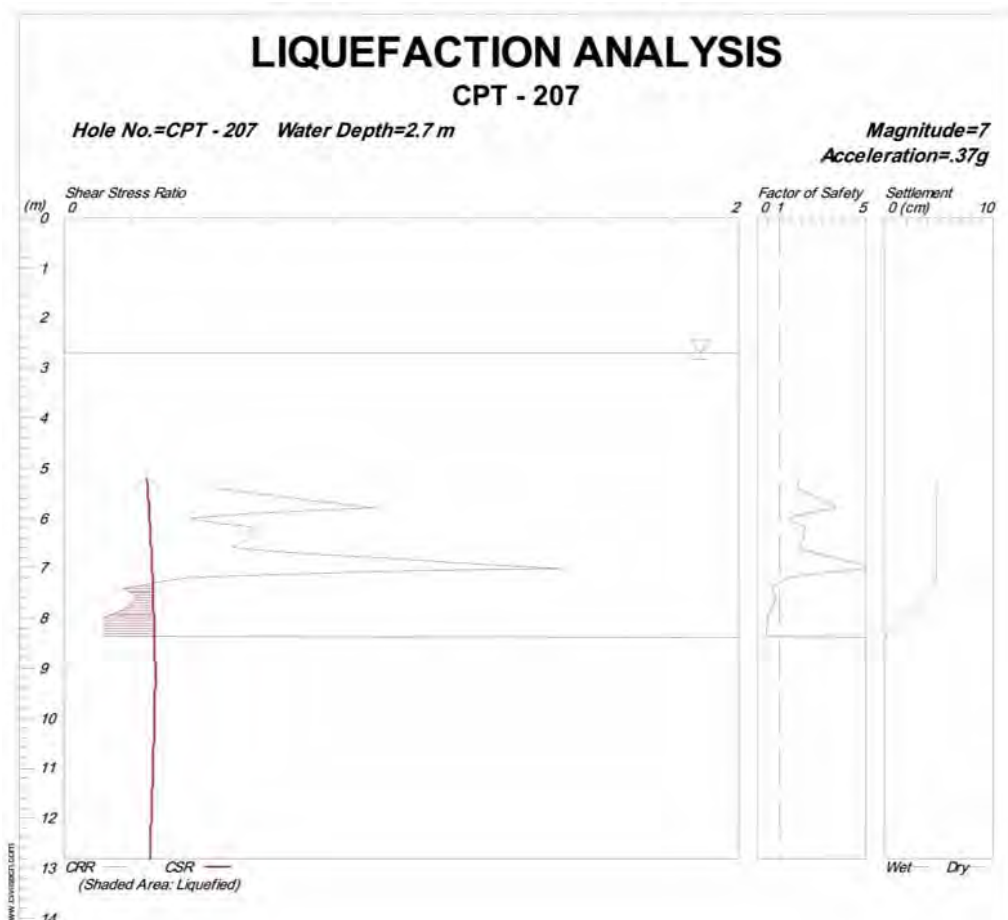 LIQUEFACTION ANALYSIS
CPT - 207
Hole No.=CPT - 207 Water Depth=2.7 m
Magnitude=7
Acceleration=.37g
Shear Stress Ratio
Factor of Safety
Settlement
(m)
0
2
0 1
5
0 (cm)
10
0
1
2
3
4
5
6
7
8
9
10
11
12
13
14
CRR
CSR
(Shaded Area: Liquefied)
Wet
Dry